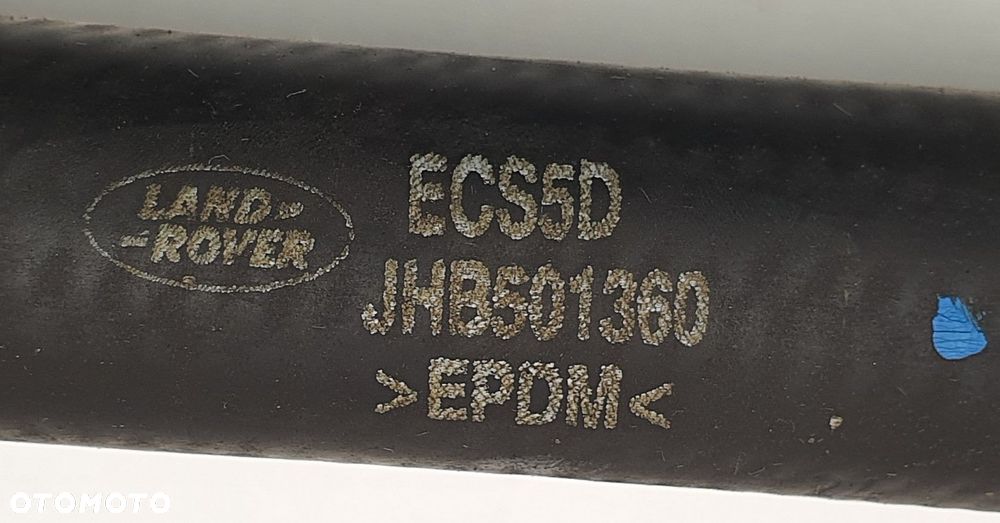 LAND
ROVER
ECS5D
JHB501360
>EPDM<
OTOMOTO